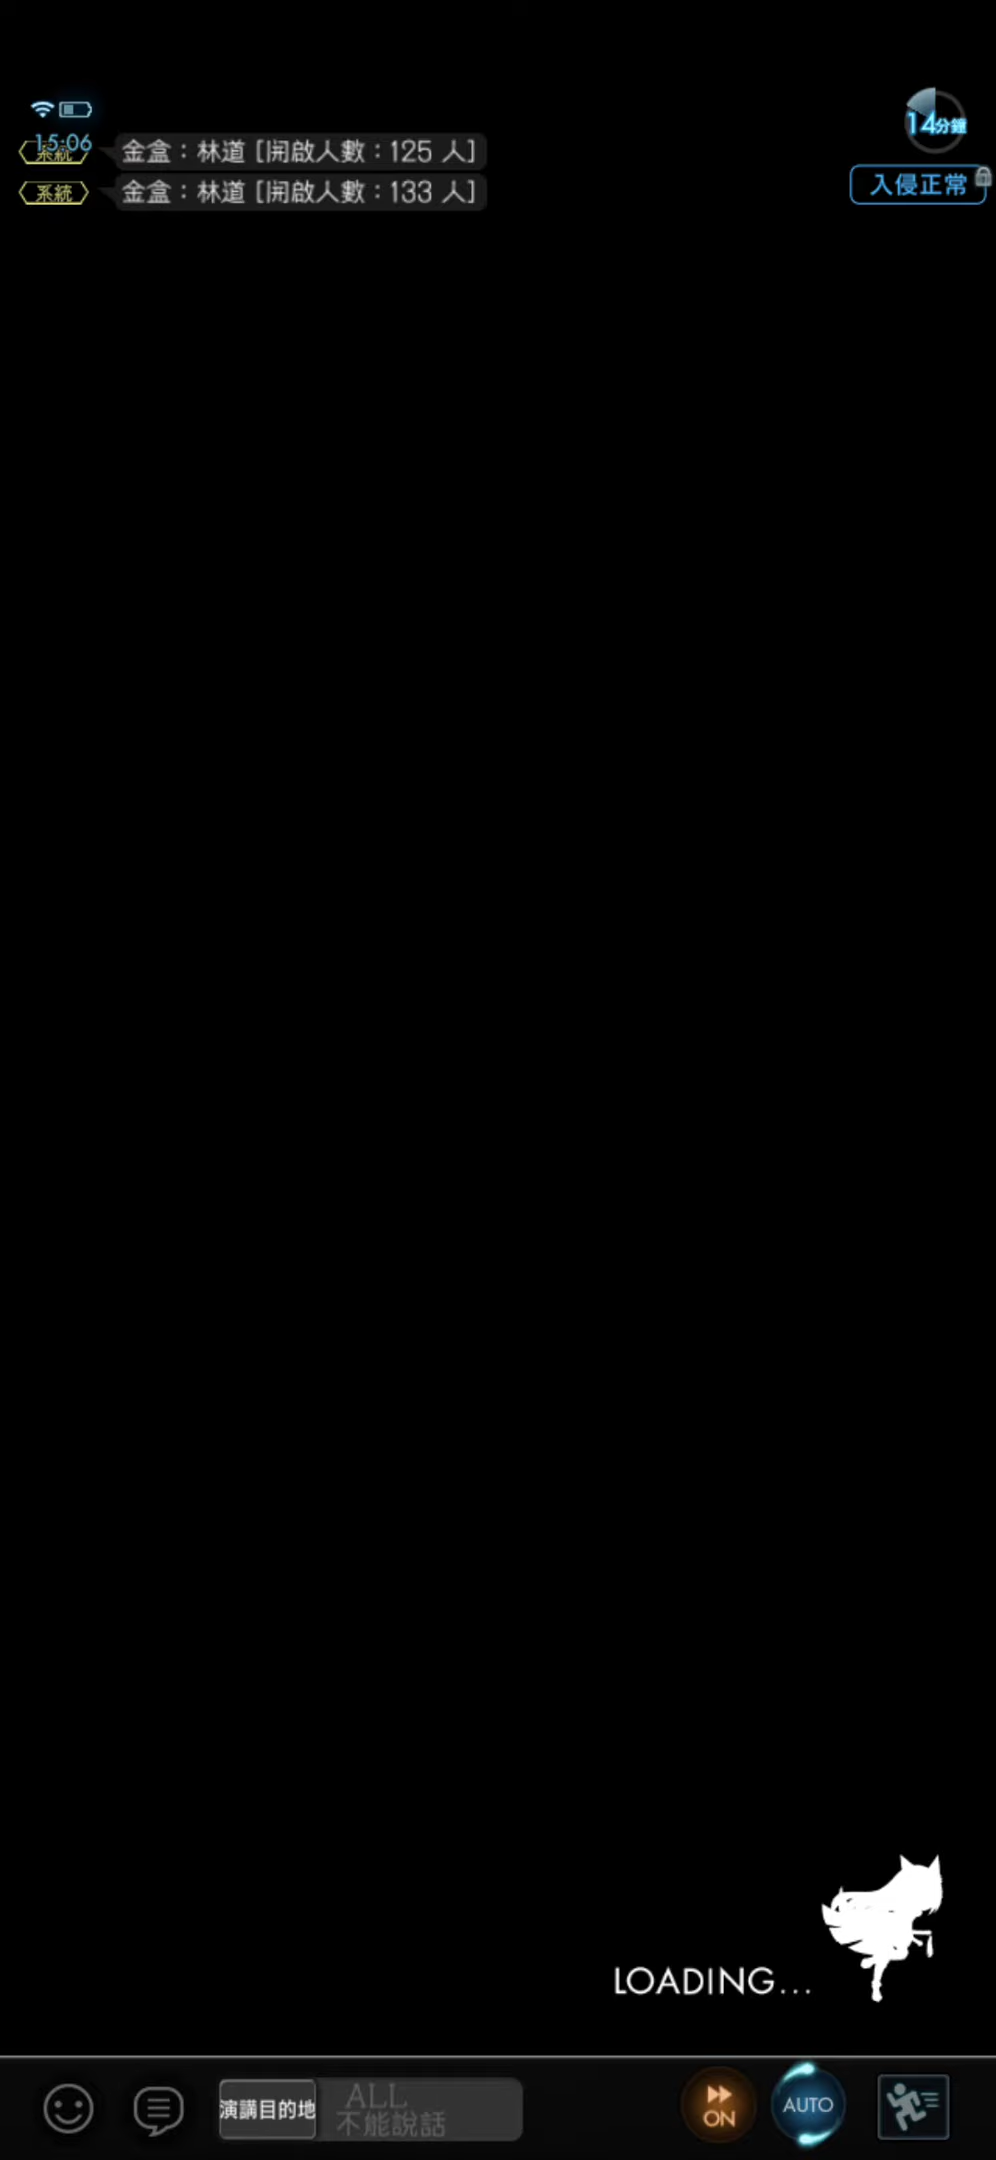 14分鐘
15:06
系統 金盒：林道 [開啟人數：125 人]
系統 金盒：林道 [開啟人數：133 人]
入侵正常
LOADING...
演講目的地
ALL
不能說話
ON
AUTO